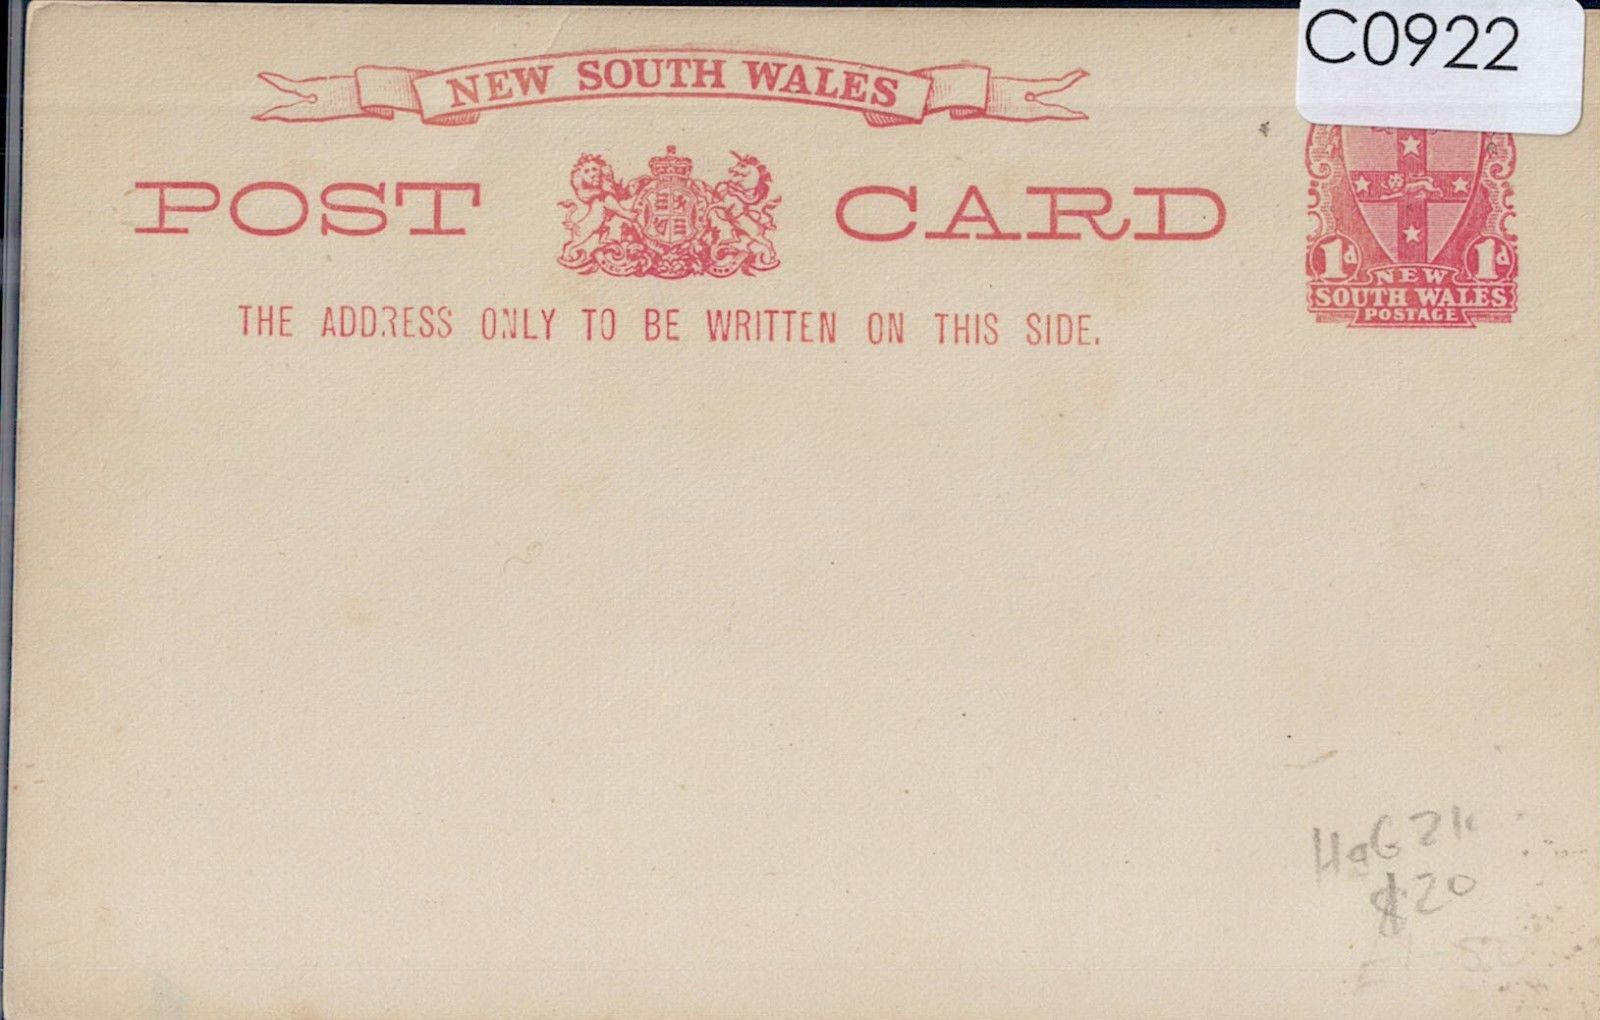 C0922
NEW SOUTH WALES
POST CARD
THE ADDRESS ONLY TO BE WRITTEN ON THIS SIDE.
1d 1d
NEW
SOUTH WALES
POSTAGE
H&G 21
$20